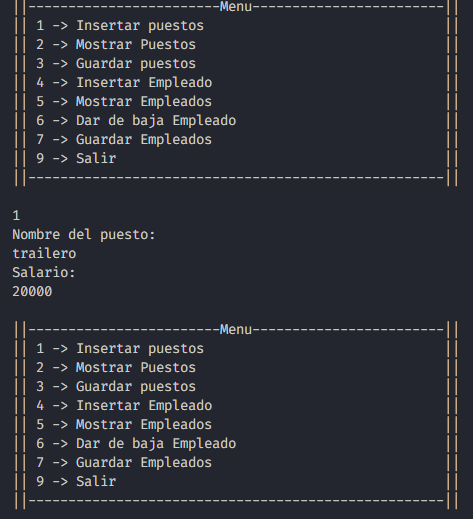 ||------------------------Menu------------------------||
|| 1 -> Insertar puestos ||
|| 2 -> Mostrar Puestos ||
|| 3 -> Guardar puestos ||
|| 4 -> Insertar Empleado ||
|| 5 -> Mostrar Empleados ||
|| 6 -> Dar de baja Empleado ||
|| 7 -> Guardar Empleados ||
|| 9 -> Salir ||
||----------------------------------------------------||
1
Nombre del puesto:
trailero
Salario:
20000
||------------------------Menu------------------------||
|| 1 -> Insertar puestos ||
|| 2 -> Mostrar Puestos ||
|| 3 -> Guardar puestos ||
|| 4 -> Insertar Empleado ||
|| 5 -> Mostrar Empleados ||
|| 6 -> Dar de baja Empleado ||
|| 7 -> Guardar Empleados ||
|| 9 -> Salir ||
||----------------------------------------------------||